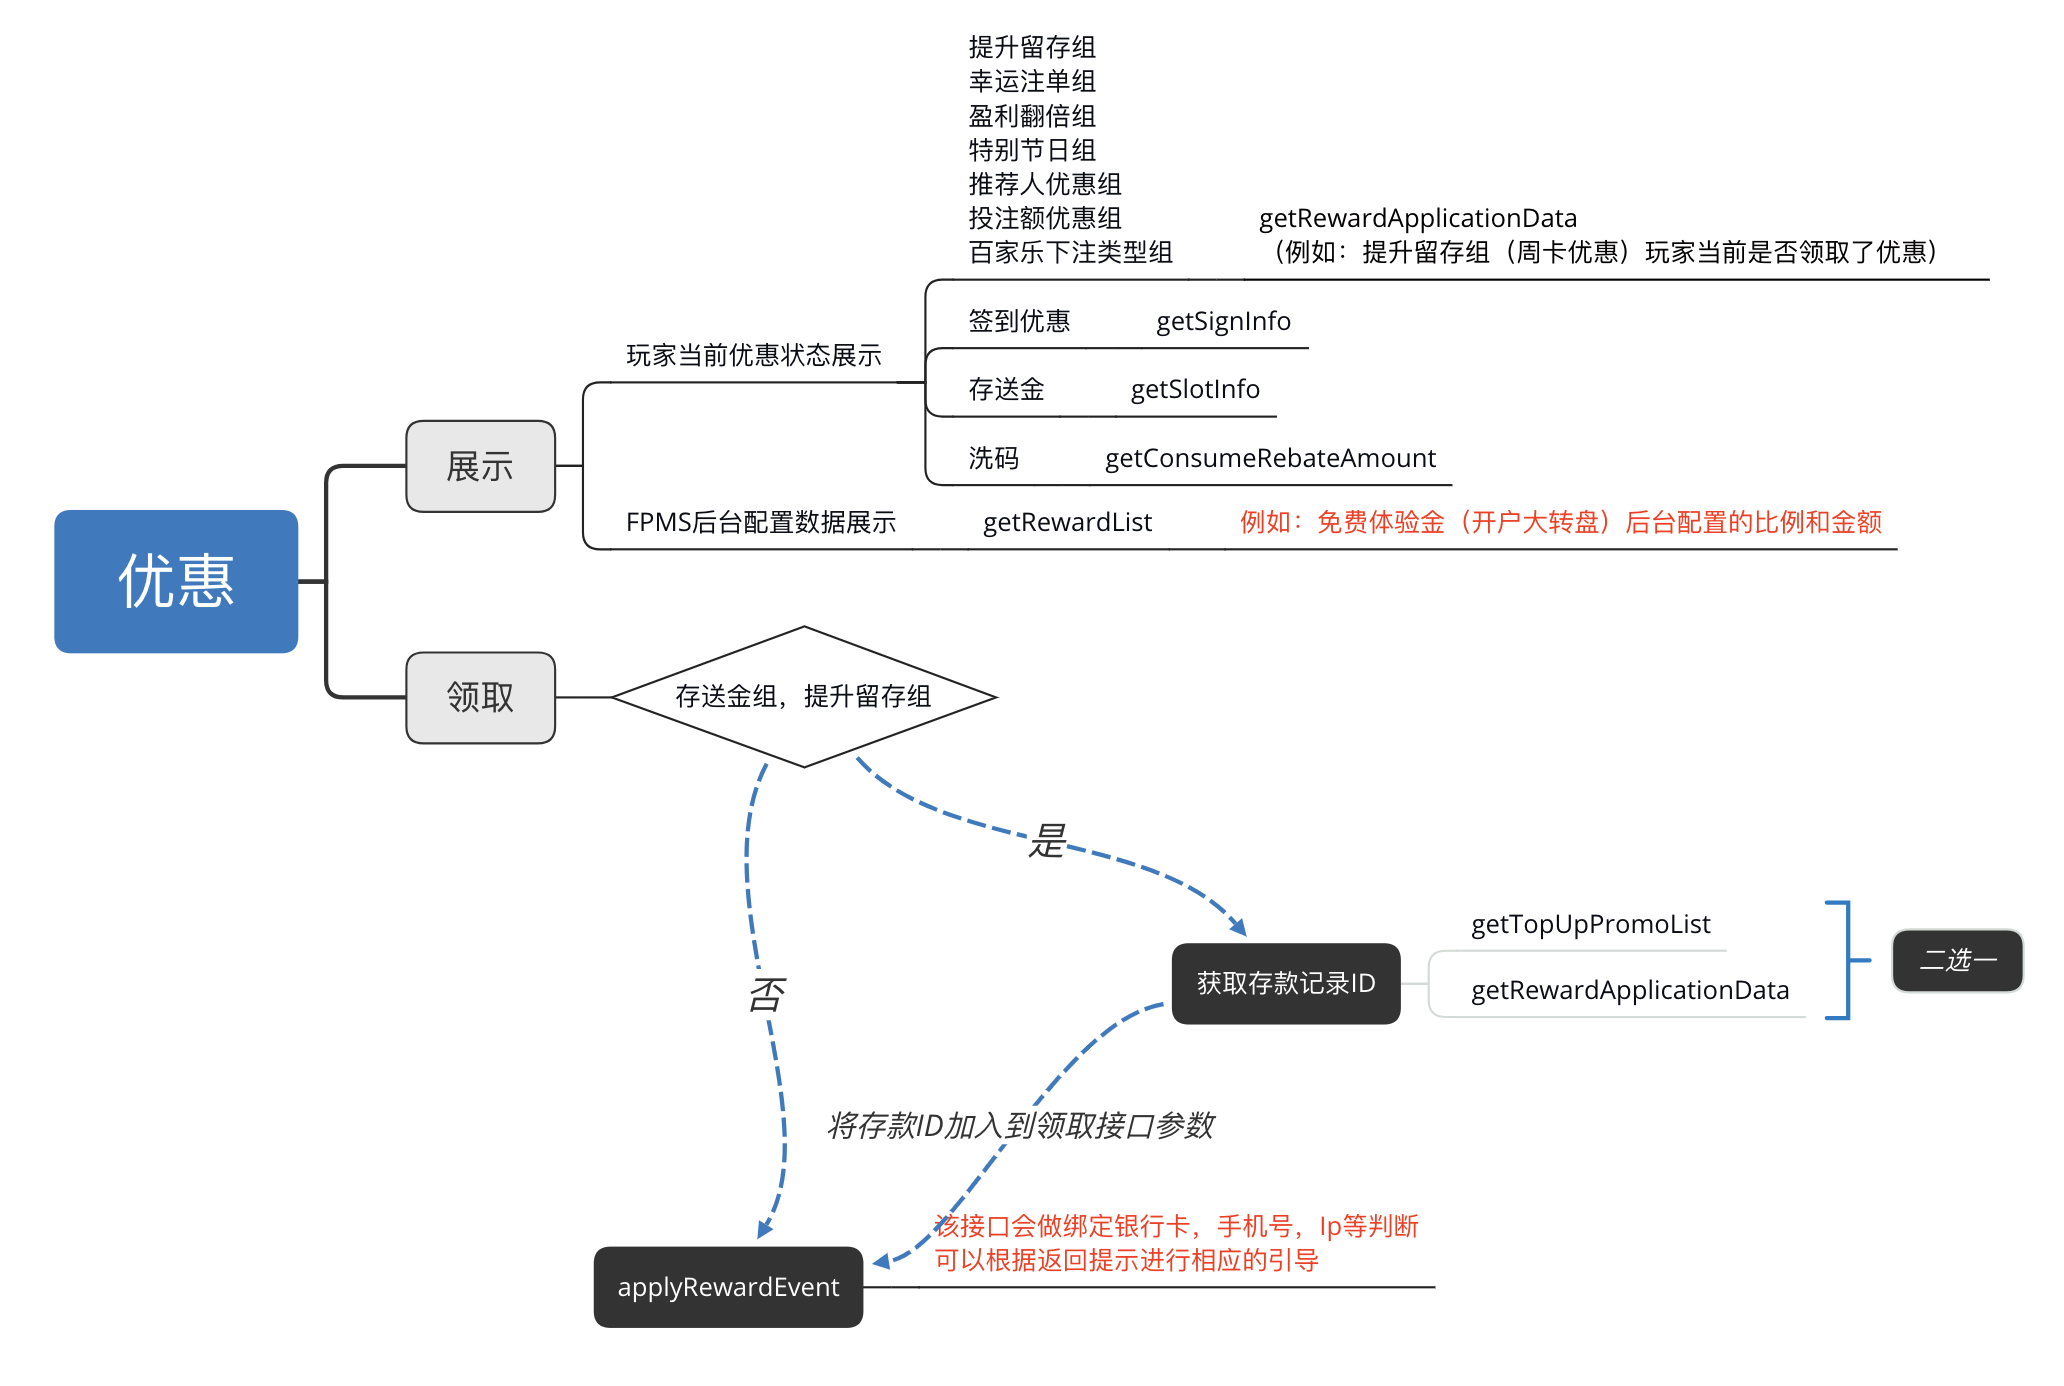 提升留存组
幸运注单组
盈利翻倍组
特别节日组
推荐人优惠组
投注额优惠组
百家乐下注类型组
getRewardApplicationData
（例如：提升留存组（周卡优惠）玩家当前是否领取了优惠）
签到优惠
getSignInfo
玩家当前优惠状态展示
存送金
getSlotInfo
洗码
getConsumeRebateAmount
展示
FPMS后台配置数据展示
getRewardList
例如：免费体验金（开户大转盘）后台配置的比例和金额
优惠
领取
存送金组，提升留存组
是
否
获取存款记录ID
getTopUpPromoList
getRewardApplicationData
二选一
将存款ID加入到领取接口参数
applyRewardEvent
该接口会做绑定银行卡，手机号，Ip等判断
可以根据返回提示进行相应的引导